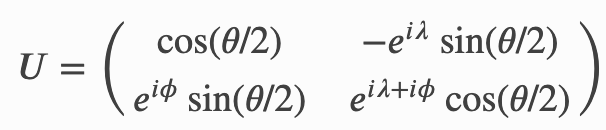 U = ( cos(θ/2) −e^{iλ} sin(θ/2)
e^{iϕ} sin(θ/2) e^{iλ+iϕ} cos(θ/2) )